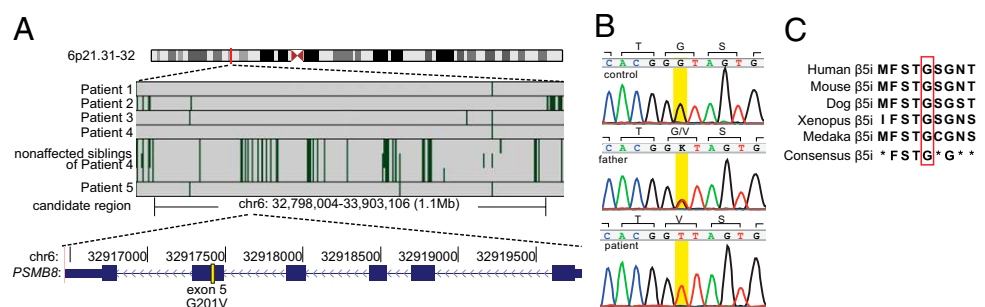 A
6p21.31-32
Patient 1
Patient 2
Patient 3
Patient 4
nonaffected siblings
of Patient 4
Patient 5
candidate region
chr6: 32,798,004-33,903,106 (1.1Mb)
chr6: 32917000 32917500 32918000 32918500 32919000 32919500
PSMB8:
exon 5
G201V
B
T G S
C A C G G G T A G T G
control
T G/V S
C A C G G K T A G T G
father
T V S
C A C G G T T A G T G
patient
C
Human β5i M F S T G S G N T
Mouse β5i M F S T G S G N T
Dog β5i M F S T G S G S T
Xenopus β5i I F S T G S G N S
Medaka β5i M F S T G C G N S
Consensus β5i * F S T G * G * *